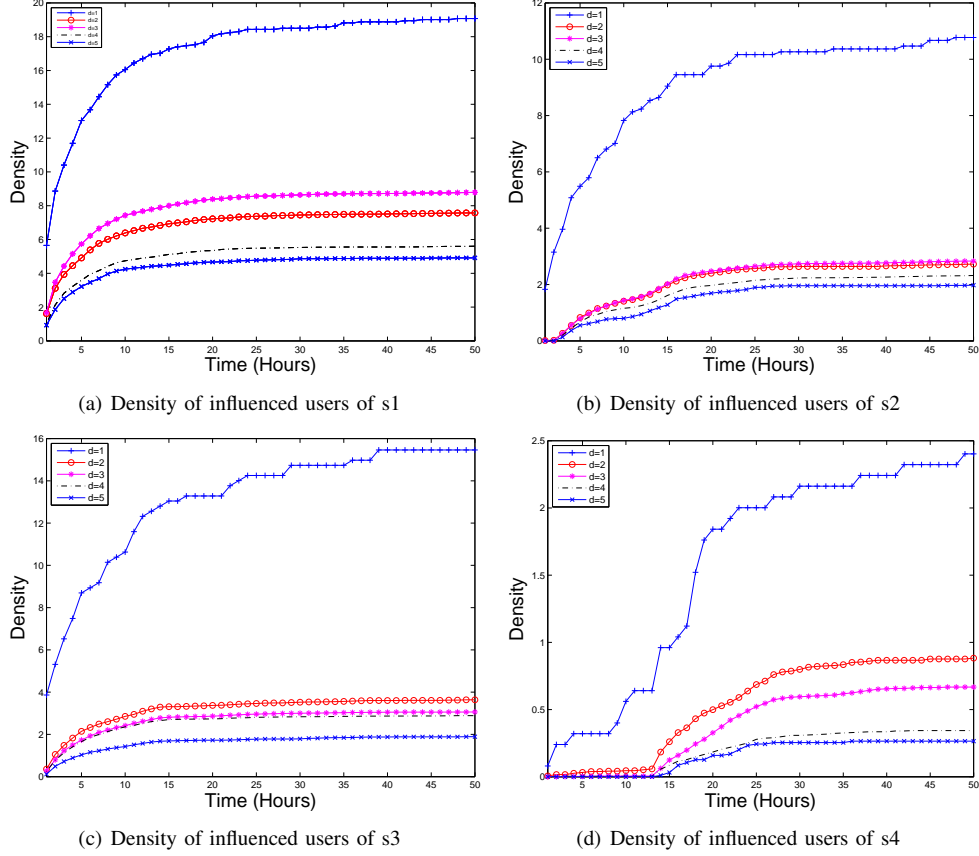 20
18
16
14
12
10
8
6
4
2
0
5 10 15 20 25 30 35 40 45 50
Density
Time (Hours)
d=1
d=2
d=3
d=4
d=5
(a) Density of influenced users of s1
12
10
8
6
4
2
0
5 10 15 20 25 30 35 40 45 50
Density
Time (Hours)
d=1
d=2
d=3
d=4
d=5
(b) Density of influenced users of s2
16
14
12
10
8
6
4
2
0
5 10 15 20 25 30 35 40 45 50
Density
Time (Hours)
d=1
d=2
d=3
d=4
d=5
(c) Density of influenced users of s3
2.5
2
1.5
1
0.5
0
5 10 15 20 25 30 35 40 45 50
Density
Time (Hours)
d=1
d=2
d=3
d=4
d=5
(d) Density of influenced users of s4